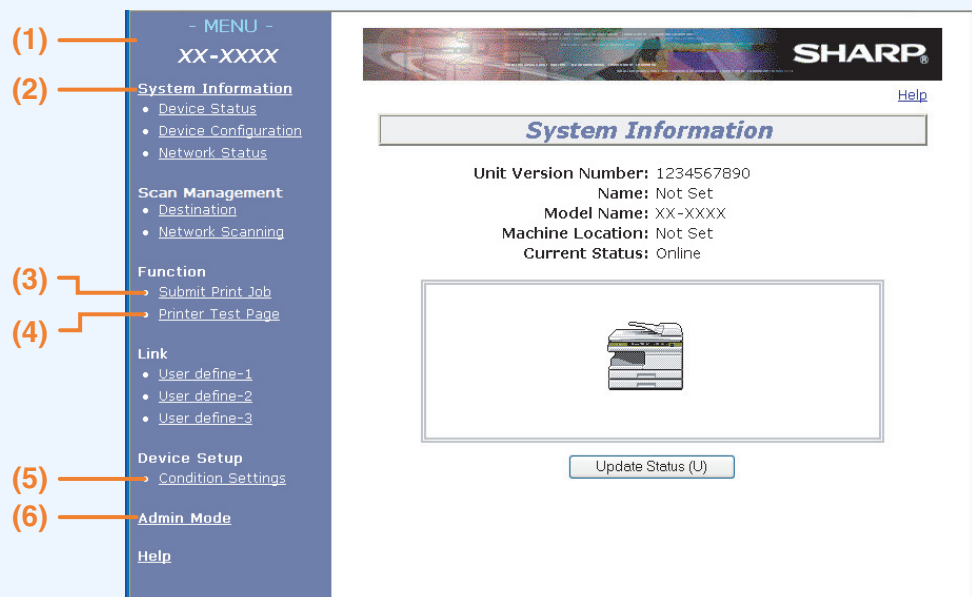 (1)
- MENU -
XX-XXXX
(2)
System Information
• Device Status
• Device Configuration
• Network Status
Scan Management
• Destination
• Network Scanning
Function
(3)
• Submit Print Job
(4)
• Printer Test Page
Link
• User define-1
• User define-2
• User define-3
Device Setup
(5)
• Condition Settings
(6)
Admin Mode
Help
SHARP®
Help
System Information
Unit Version Number: 1234567890
Name: Not Set
Model Name: XX-XXXX
Machine Location: Not Set
Current Status: Online
Update Status (U)